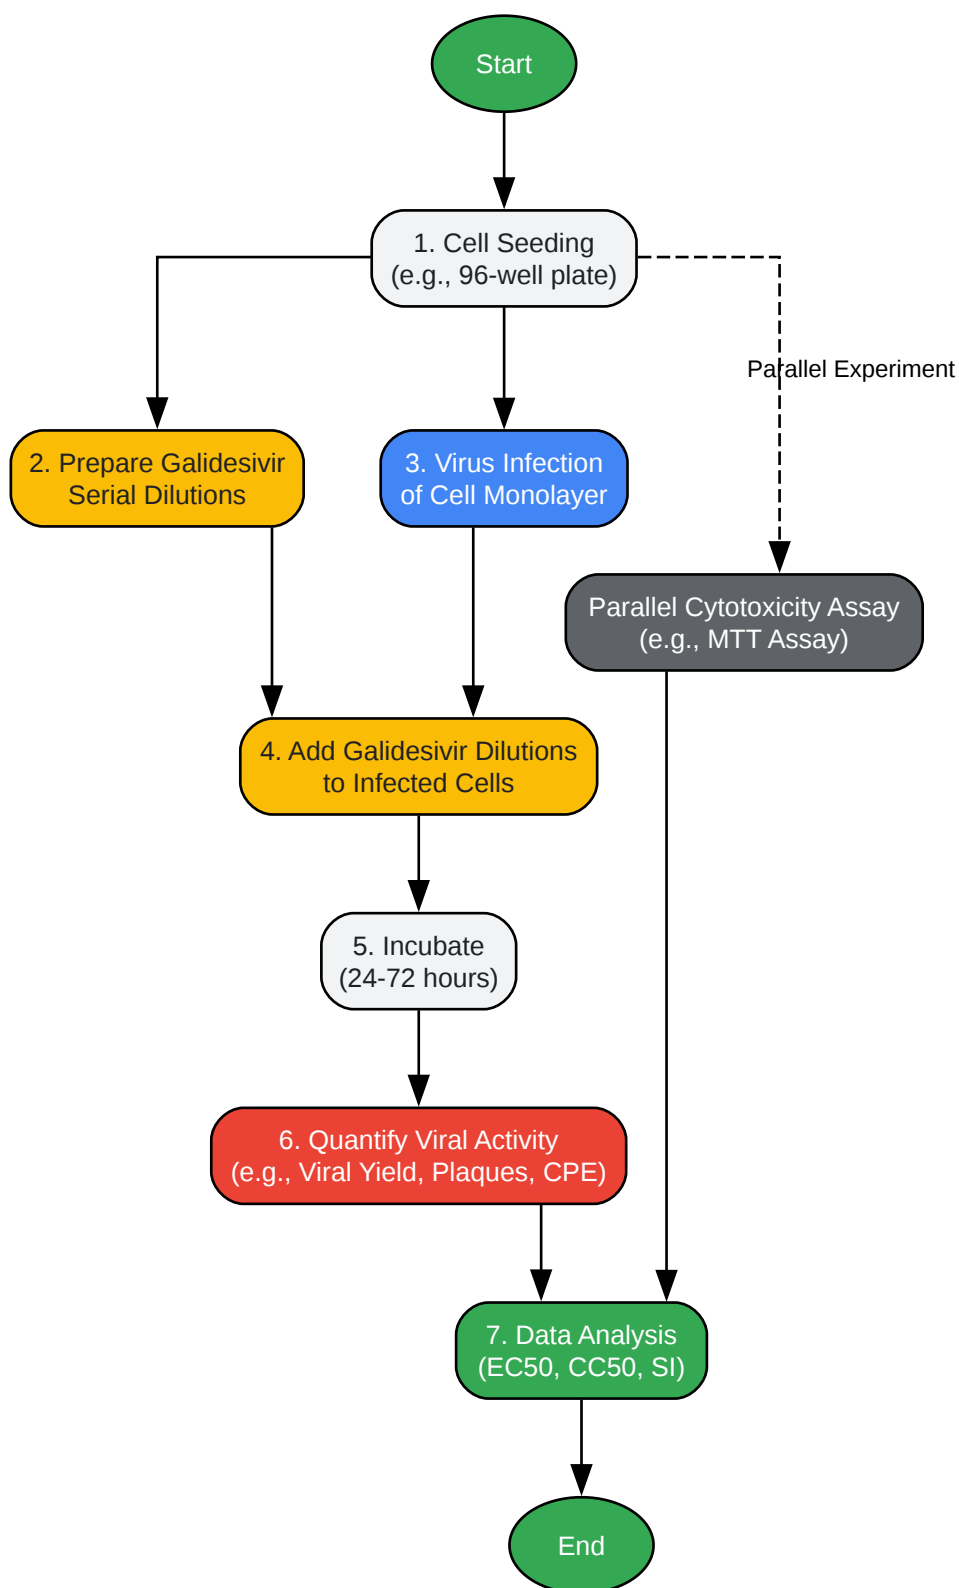 Start
1. Cell Seeding
(e.g., 96-well plate)
Parallel Experiment
2. Prepare Galidesivir
Serial Dilutions
3. Virus Infection
of Cell Monolayer
Parallel Cytotoxicity Assay
(e.g., MTT Assay)
4. Add Galidesivir Dilutions
to Infected Cells
5. Incubate
(24-72 hours)
6. Quantify Viral Activity
(e.g., Viral Yield, Plaques, CPE)
7. Data Analysis
(EC50, CC50, SI)
End